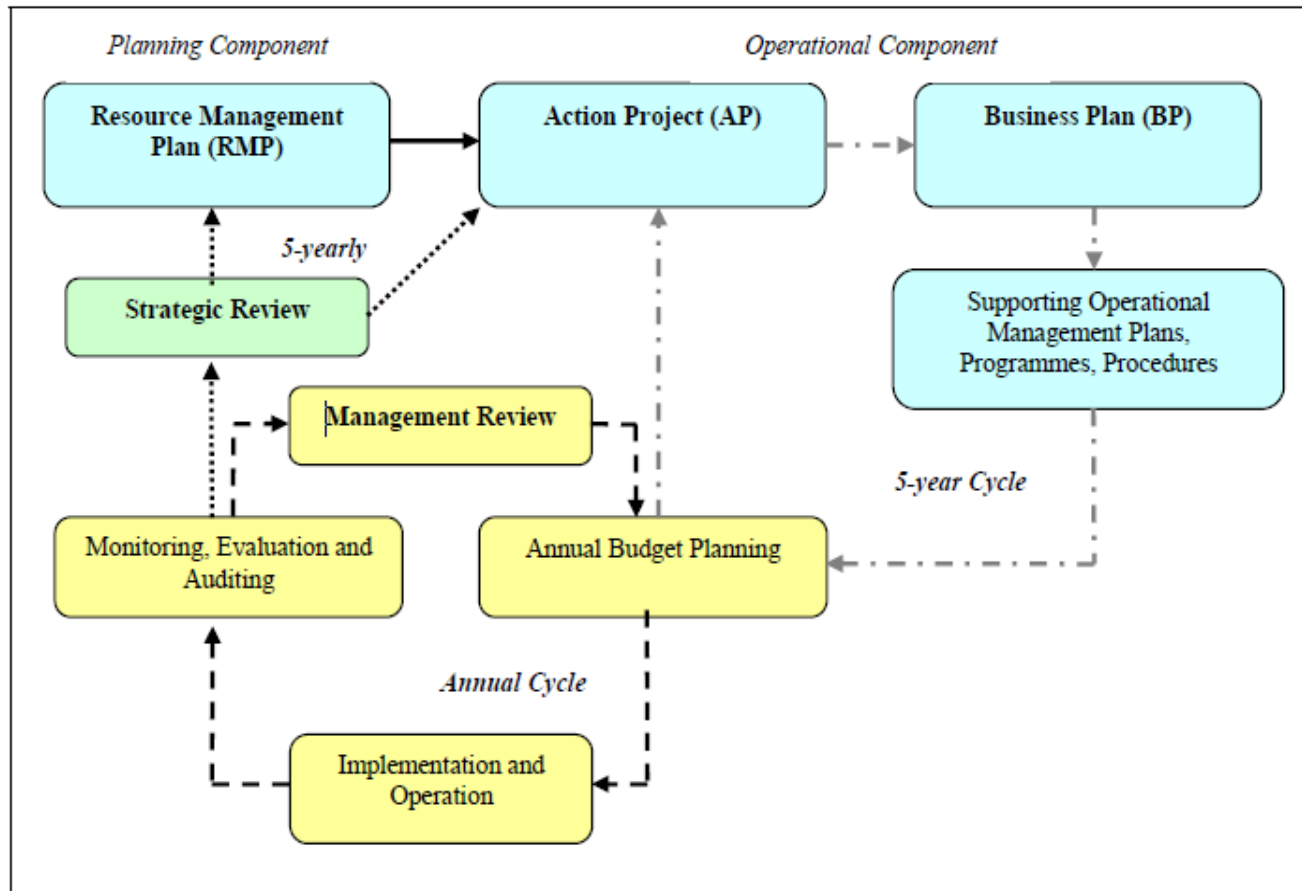 Planning Component
Operational Component
Resource Management
Plan (RMP)
Action Project (AP)
Business Plan (BP)
5-yearly
Strategic Review
Supporting Operational
Management Plans,
Programmes, Procedures
Management Review
5-year Cycle
Monitoring, Evaluation and
Auditing
Annual Budget Planning
Annual Cycle
Implementation and
Operation